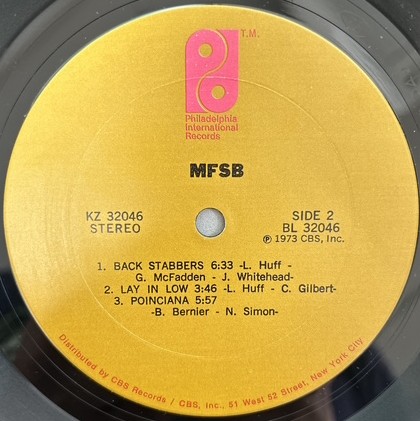 T.M.
Philadelphia
International
Records
MFSB
KZ 32046
STEREO
SIDE 2
BL 32046
℗ 1973 CBS, Inc.
1. BACK STABBERS 6:33 -L. Huff -
G. McFadden - J. Whitehead-
2. LAY IN LOW 3:46 -L. Huff - C. Gilbert-
3. POINCIANA 5:57
-B. Bernier - N. Simon-
Distributed by CBS Records / CBS, Inc., 51 West 52 Street, New York City